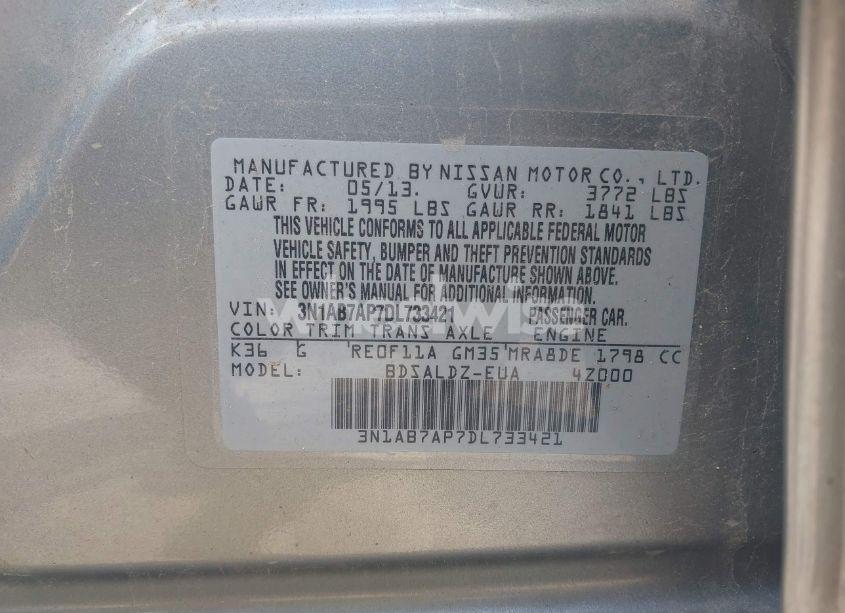 MANUFACTURED BY NISSAN MOTOR CO., LTD.
DATE: 05/13. GVWR: 3772 LBS
GAWR FR: 1995 LBS GAWR RR: 1841 LBS
THIS VEHICLE CONFORMS TO ALL APPLICABLE FEDERAL MOTOR
VEHICLE SAFETY, BUMPER AND THEFT PREVENTION STANDARDS
IN EFFECT ON THE DATE OF MANUFACTURE SHOWN ABOVE.
SEE OWNER'S MANUAL FOR ADDITIONAL INFORMATION.
VIN: 3N1AB7AP7DL733421 PASSENGER CAR.
COLOR TRIM TRANS AXLE ENGINE
K36 G RE0F11A GM35 MRA8DE 1798 CC
MODEL: BDSALDZ-EUA 4Z000
3N1AB7AP7DL733421